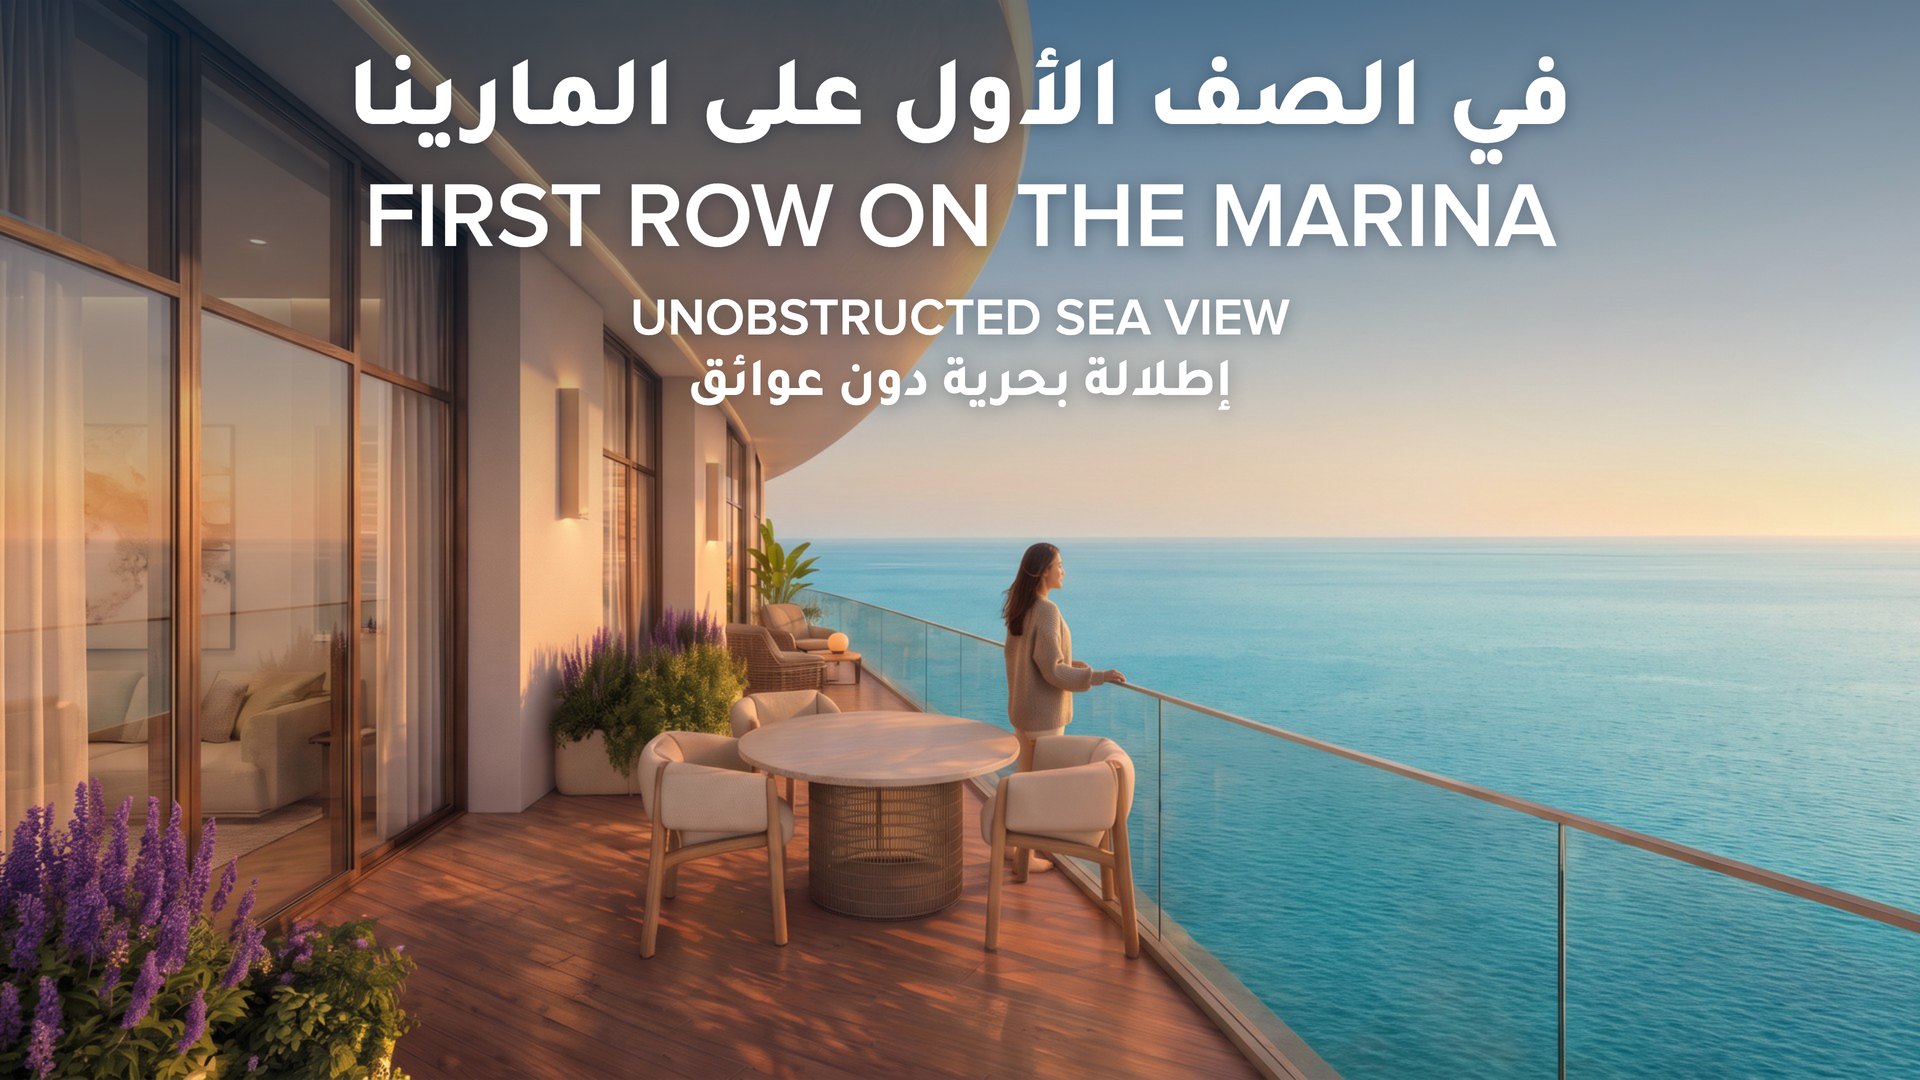 في الصف الأول على المارينا
FIRST ROW ON THE MARINA
UNOBSTRUCTED SEA VIEW
إطلالة بحرية دون عوائق